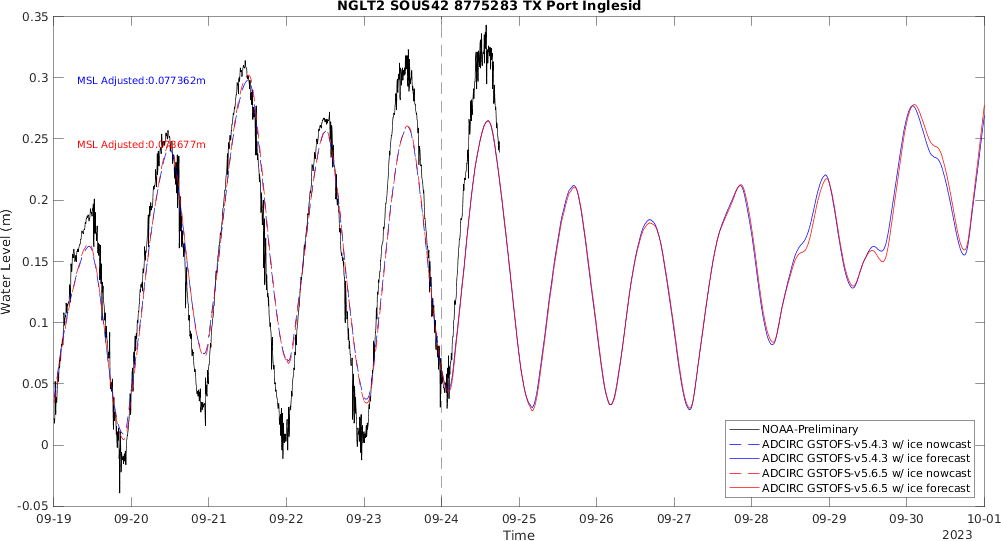 NGLT2 SOUS42 8775283 TX Port Inglesid
0.35
0.3
0.25
0.2
0.15
0.1
0.05
0
-0.05
Water Level (m)
MSL Adjusted:0.077362m
MSL Adjusted:0.073677m
NOAA-Preliminary
ADCIRC GSTOFS-v5.4.3 w/ ice nowcast
ADCIRC GSTOFS-v5.4.3 w/ ice forecast
ADCIRC GSTOFS-v5.6.5 w/ ice nowcast
ADCIRC GSTOFS-v5.6.5 w/ ice forecast
09-19 09-20 09-21 09-22 09-23 09-24 09-25 09-26 09-27 09-28 09-29 09-30 10-01
Time
2023